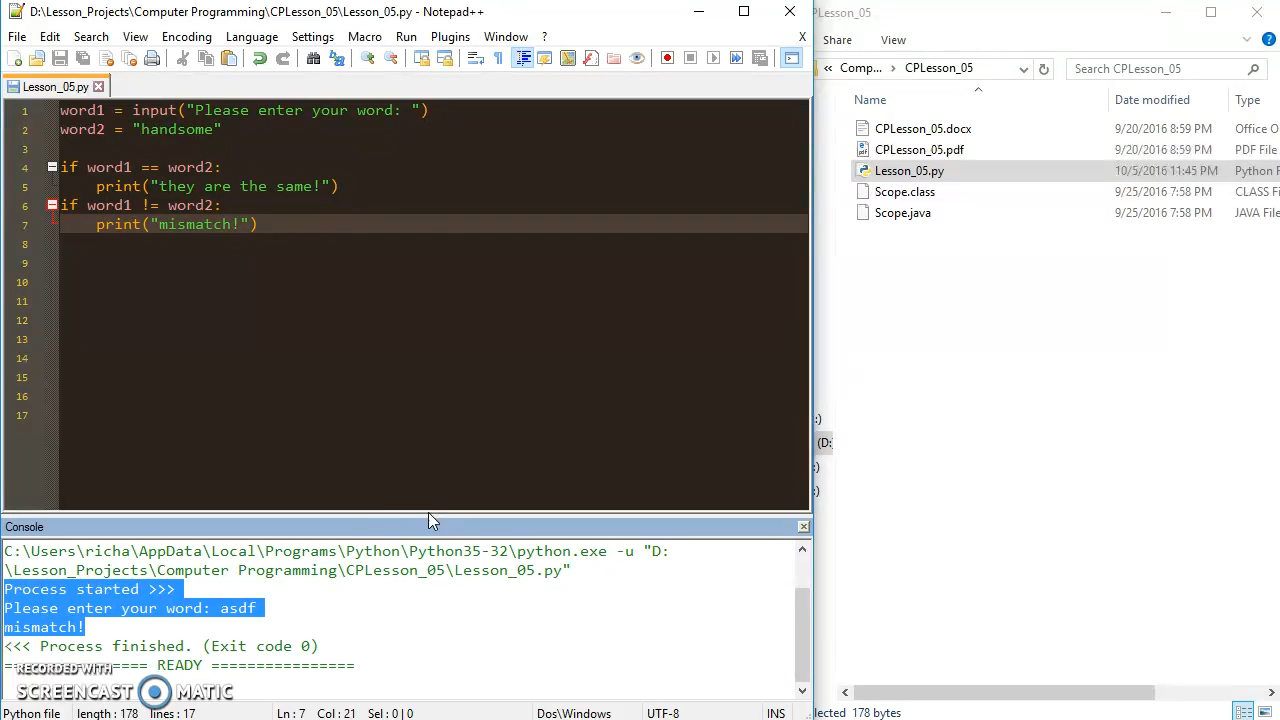 D:\Lesson_Projects\Computer Programming\CPLesson_05\Lesson_05.py - Notepad++
File Edit Search View Encoding Language Settings Macro Run Plugins Window ? X
Lesson_05.py
1 word1 = input("Please enter your word: ")
2 word2 = "handsome"
3
4 if word1 == word2:
5 print("they are the same!")
6 if word1 != word2:
7 print("mismatch!")
8
9
10
11
12
13
14
15
16
17
Console
C:\Users\richa\AppData\Local\Programs\Python\Python35-32\python.exe -u "D:
\Lesson_Projects\Computer Programming\CPLesson_05\Lesson_05.py"
Process started >>>
Please enter your word: asdf
mismatch!
<<< Process finished. (Exit code 0)
==== READY ================
RECORDED WITH
SCREENCAST MATIC
Python file length : 178 lines : 17 Ln : 7 Col : 21 Sel : 0 | 0 Dos\Windows UTF-8 INS
PLesson_05
Share View
« Comp... > CPLesson_05 Search CPLesson_05
Name Date modified Type
CPLesson_05.docx 9/20/2016 8:59 PM Office O
CPLesson_05.pdf 9/20/2016 8:59 PM PDF File
Lesson_05.py 10/5/2016 11:45 PM Python F
Scope.class 9/25/2016 7:58 PM CLASS Fi
Scope.java 9/25/2016 7:58 PM JAVA Fil
:)
(D:
:)
:)
lected 178 bytes